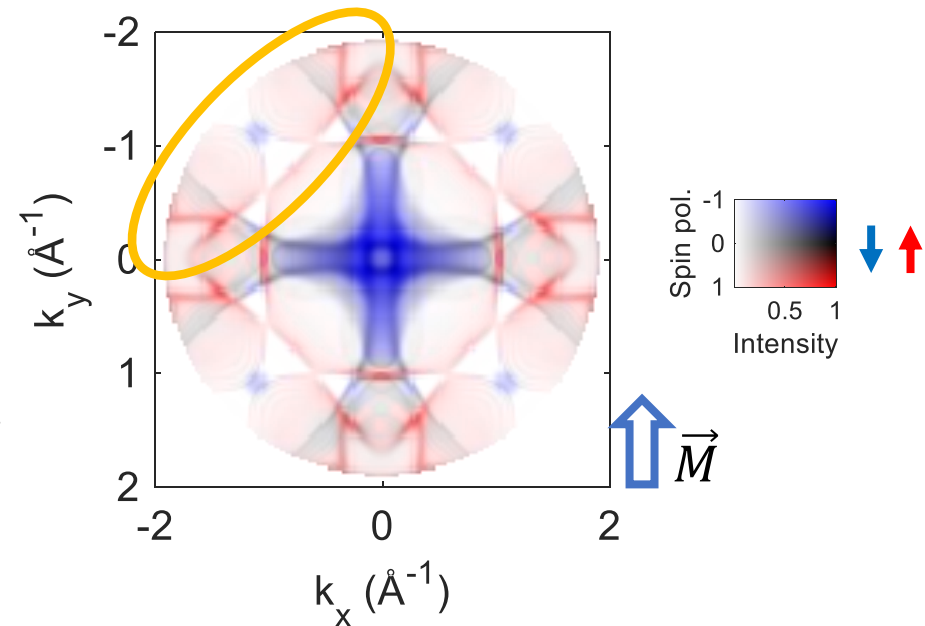 -2
-1
0
1
2
k_y (Å^-1)
-2
0
2
k_x (Å^-1)
Spin pol.
-1
0
1
0.5
1
Intensity
M⃗